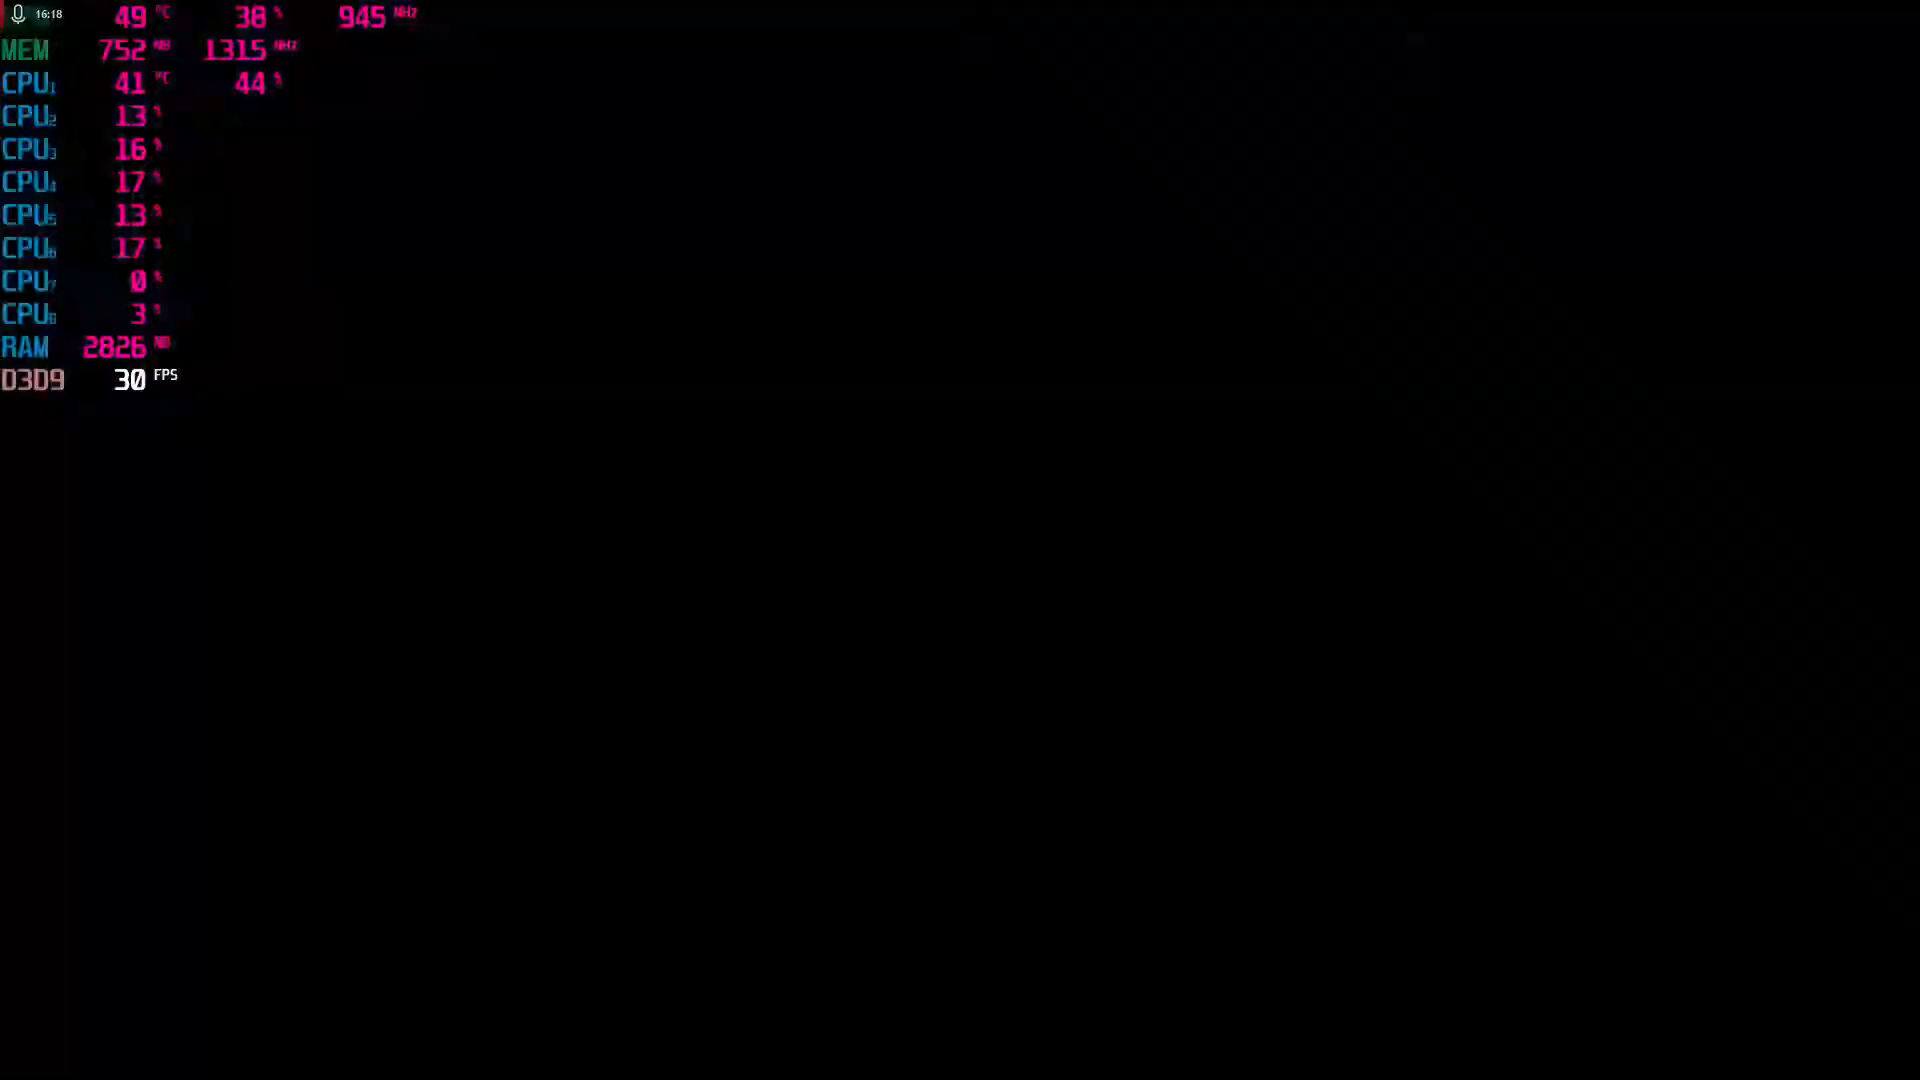 16:18 49 °C 38 % 945 MHz
MEM 752 MB 1315 MHz
CPU1 41 °C 44 %
CPU2 13 %
CPU3 16 %
CPU4 17 %
CPU5 13 %
CPU6 17 %
CPU7 0 %
CPU8 3 %
RAM 2826 MB
D3D9 30 FPS